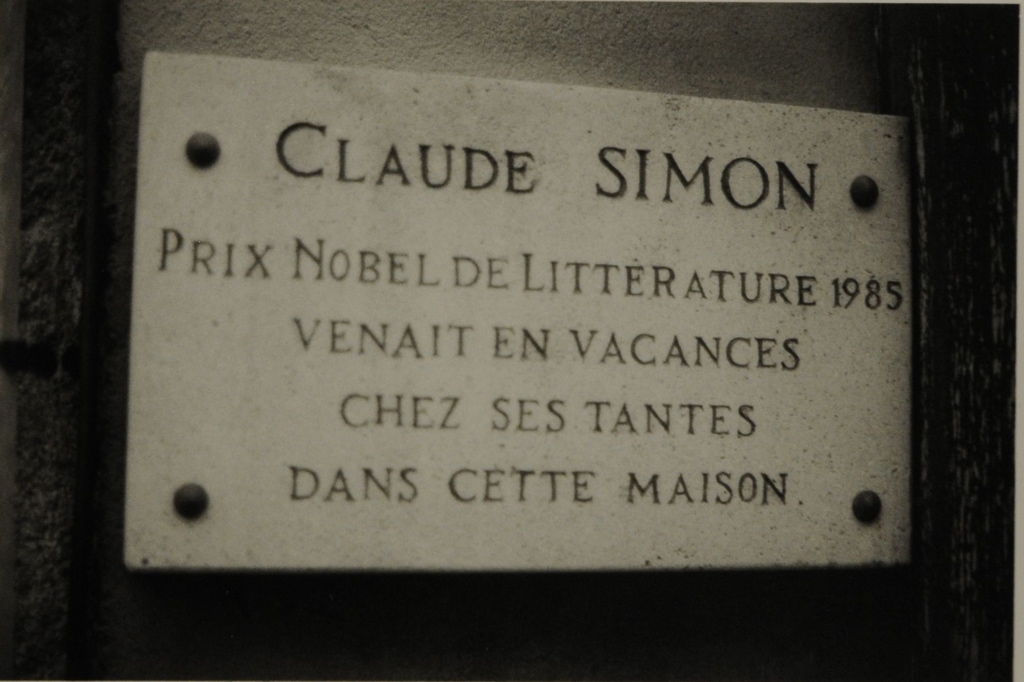 CLAUDE SIMON
PRIX NOBEL DE LITTERATURE 1985
VENAIT EN VACANCES
CHEZ SES TANTES
DANS CETTE MAISON.